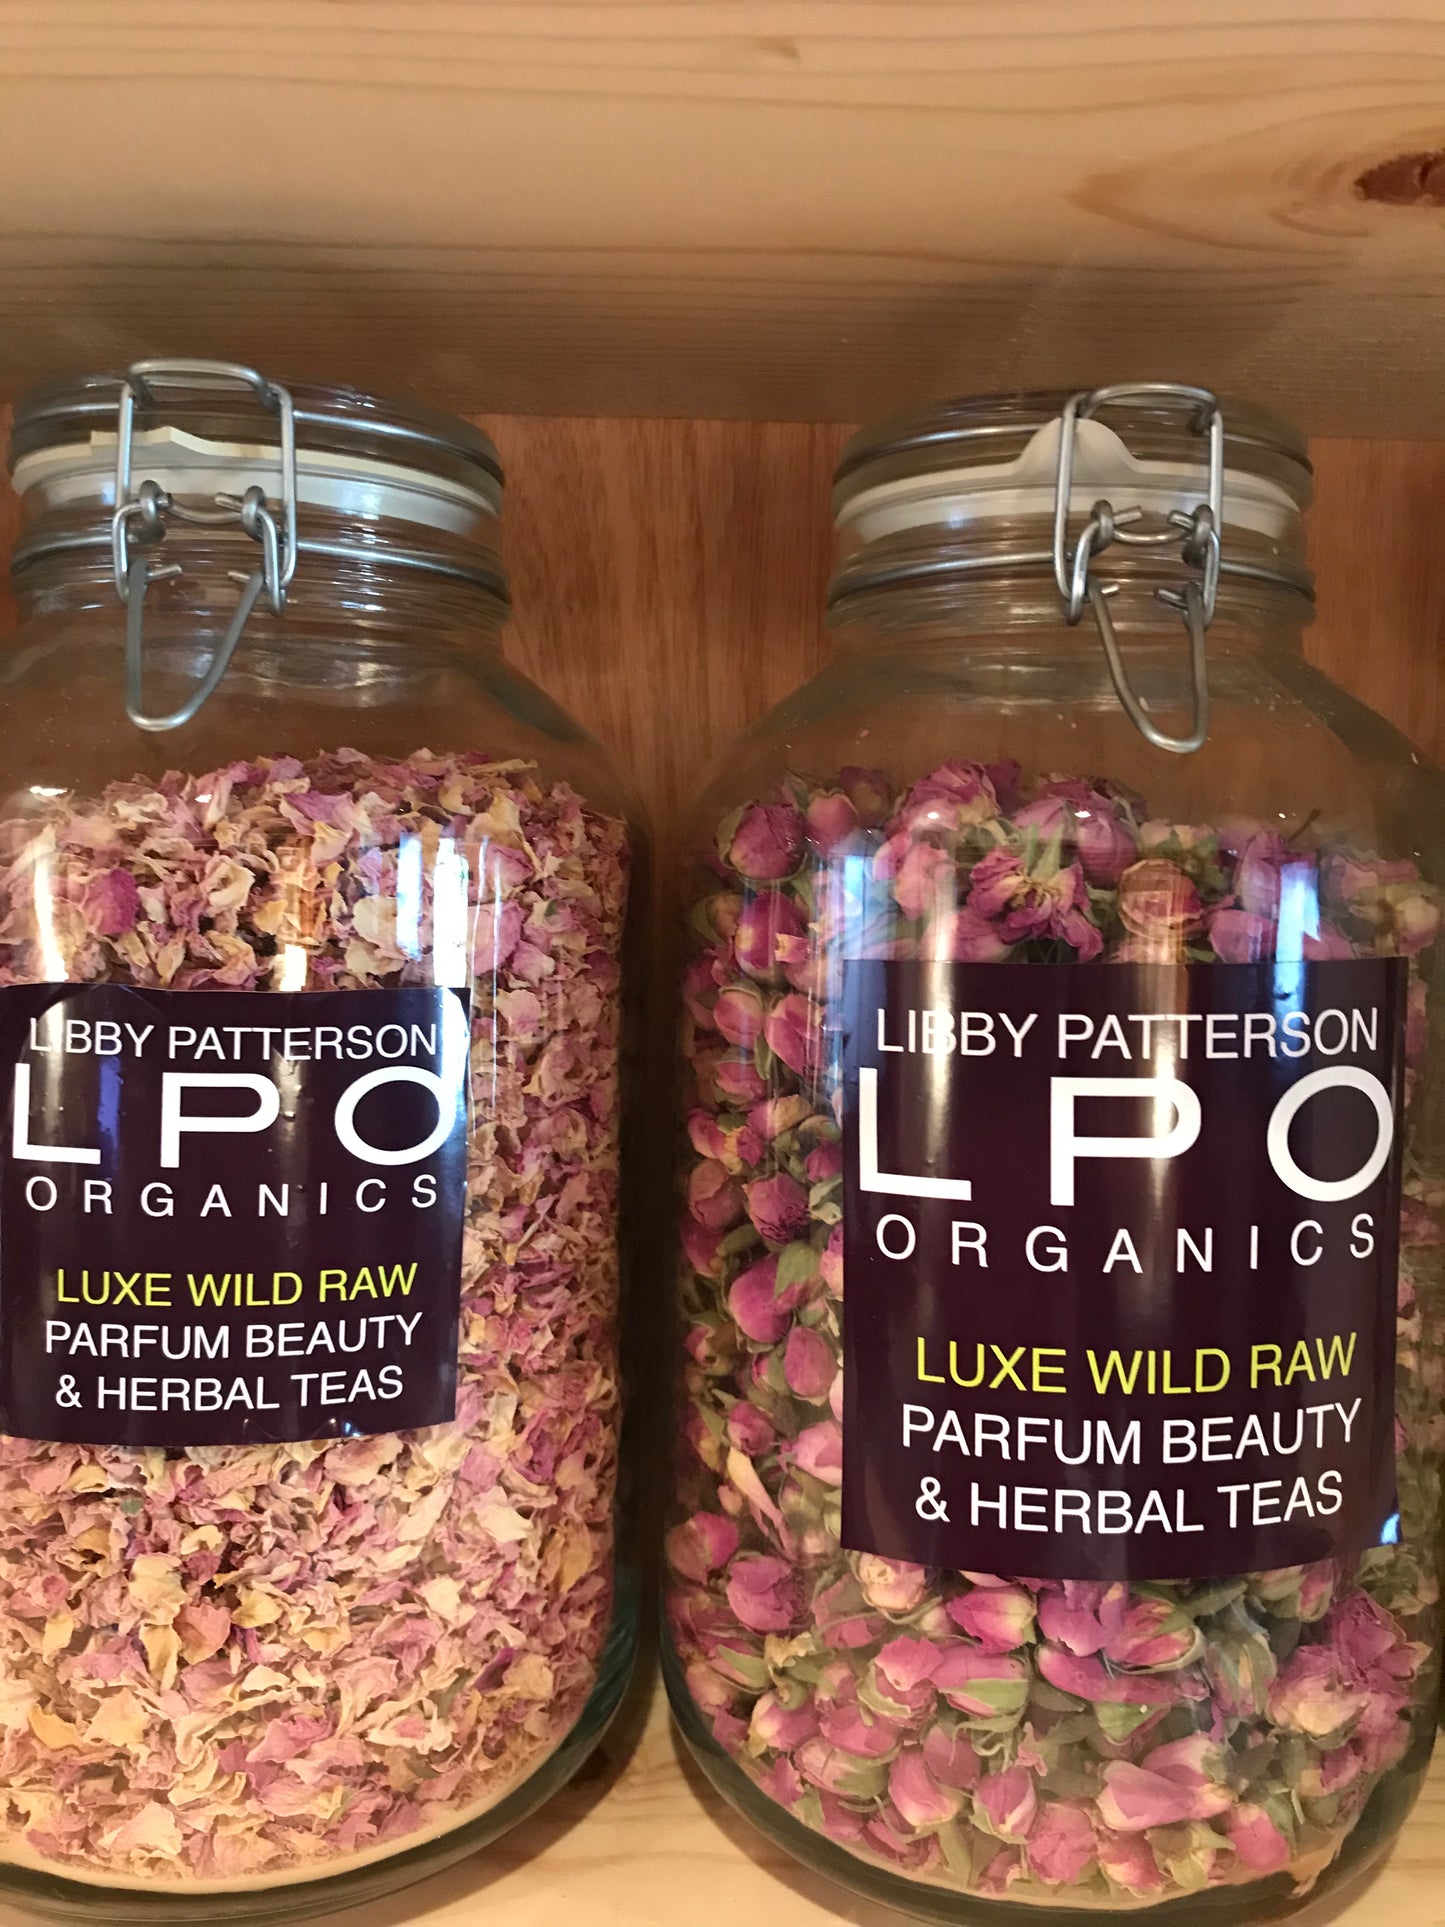 LIBBY PATTERSON
LPO
ORGANICS
LUXE WILD RAW
PARFUM BEAUTY
& HERBAL TEAS
LIBBY PATTERSON
LPO
ORGANICS
LUXE WILD RAW
PARFUM BEAUTY
& HERBAL TEAS